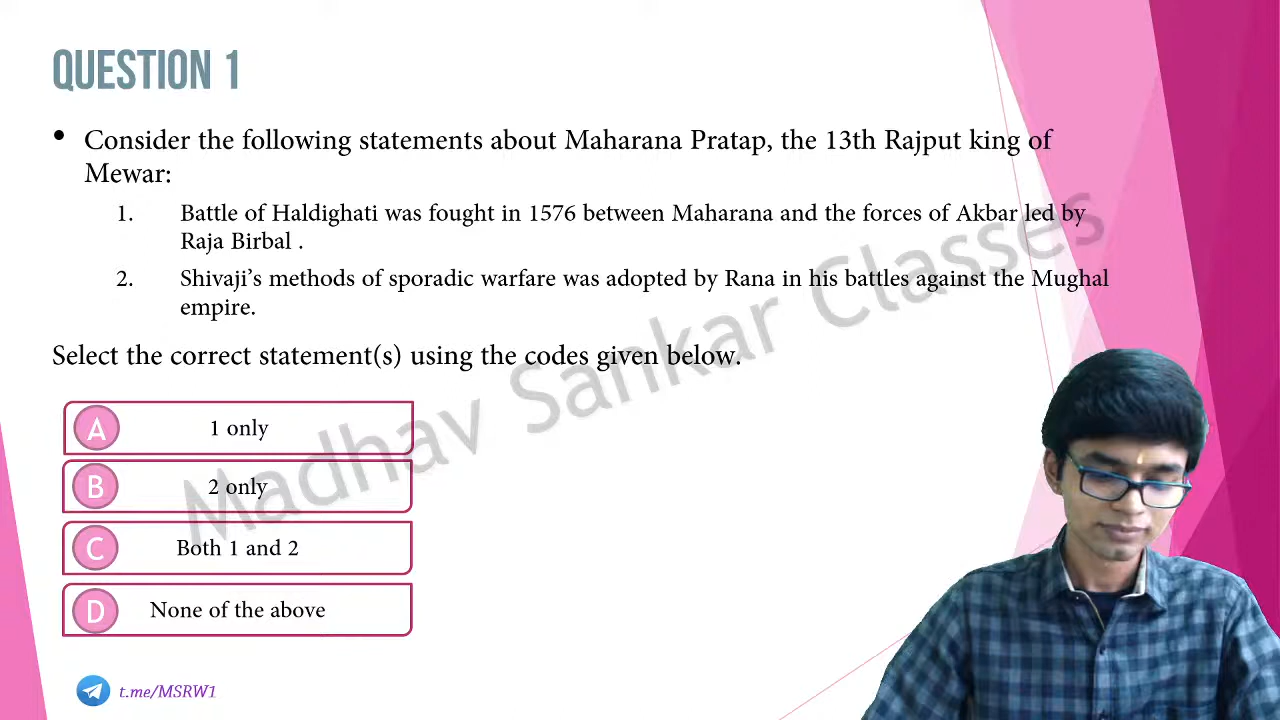 QUESTION 1
• Consider the following statements about Maharana Pratap, the 13th Rajput king of
Mewar:
1. Battle of Haldighati was fought in 1576 between Maharana and the forces of Akbar led by
Raja Birbal .
2. Shivaji’s methods of sporadic warfare was adopted by Rana in his battles against the Mughal
empire.
Select the correct statement(s) using the codes given below.
A 1 only
B 2 only
C Both 1 and 2
D None of the above
Madhav Sankar Classes
t.me/MSRW1